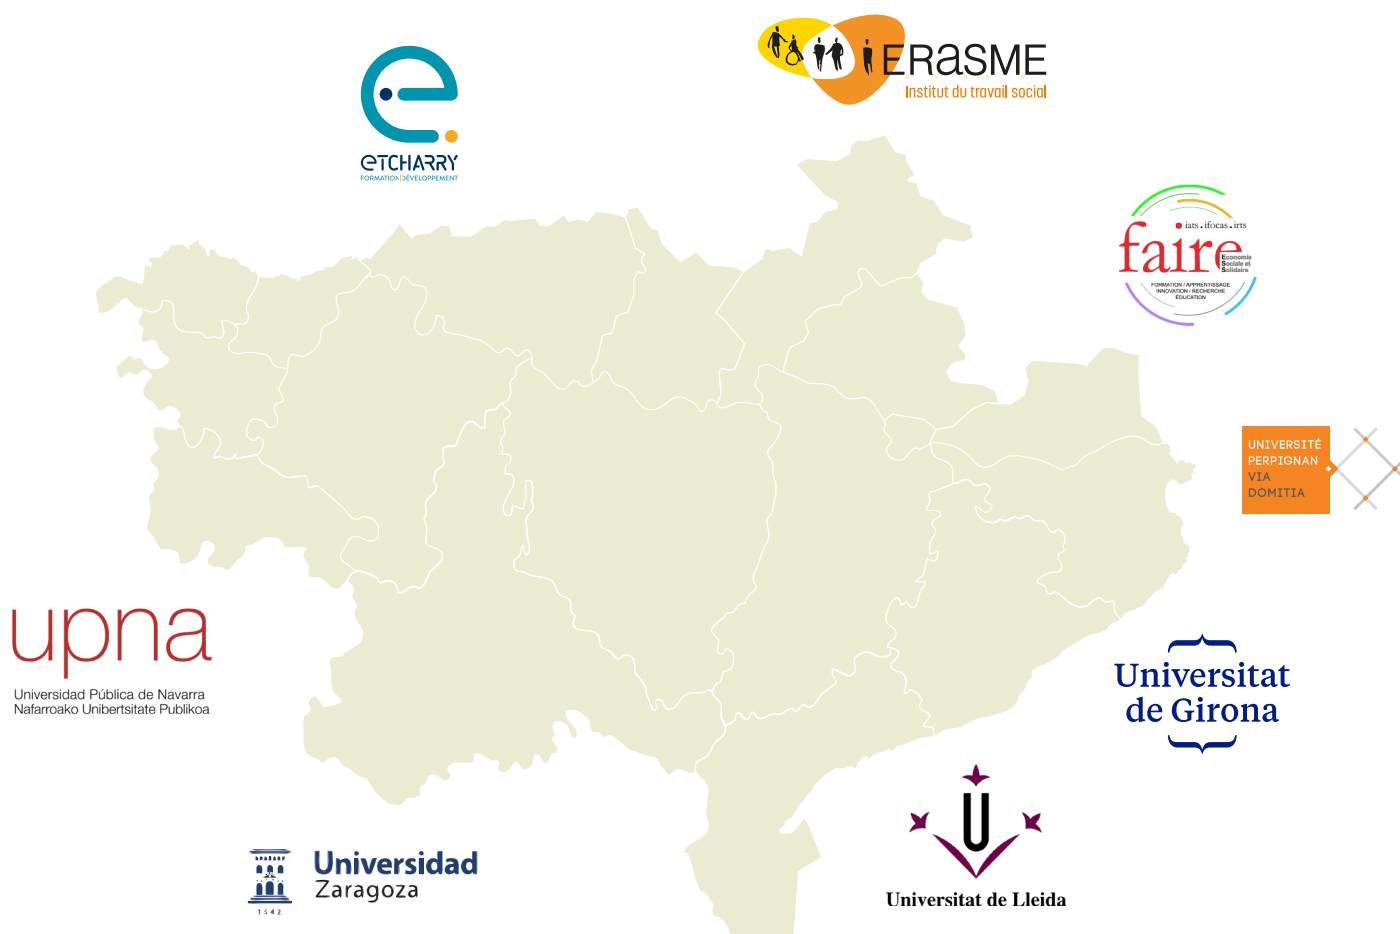 ERASME
Institut du travail social
eTCHARRY
FORMATION DÉVELOPPEMENT
iats.ifocas.irts
faire
Economie
Sociale et
Solidaire
FORMATION / APPRENTISSAGE
INNOVATION / RECHERCHE
ÉDUCATION
UNIVERSITÉ
PERPIGNAN
VIA
DOMITIA
upna
Universidad Pública de Navarra
Nafarroako Unibertsitate Publikoa
Universitat
de Girona
Universidad
Zaragoza
1542
U
Universitat de Lleida